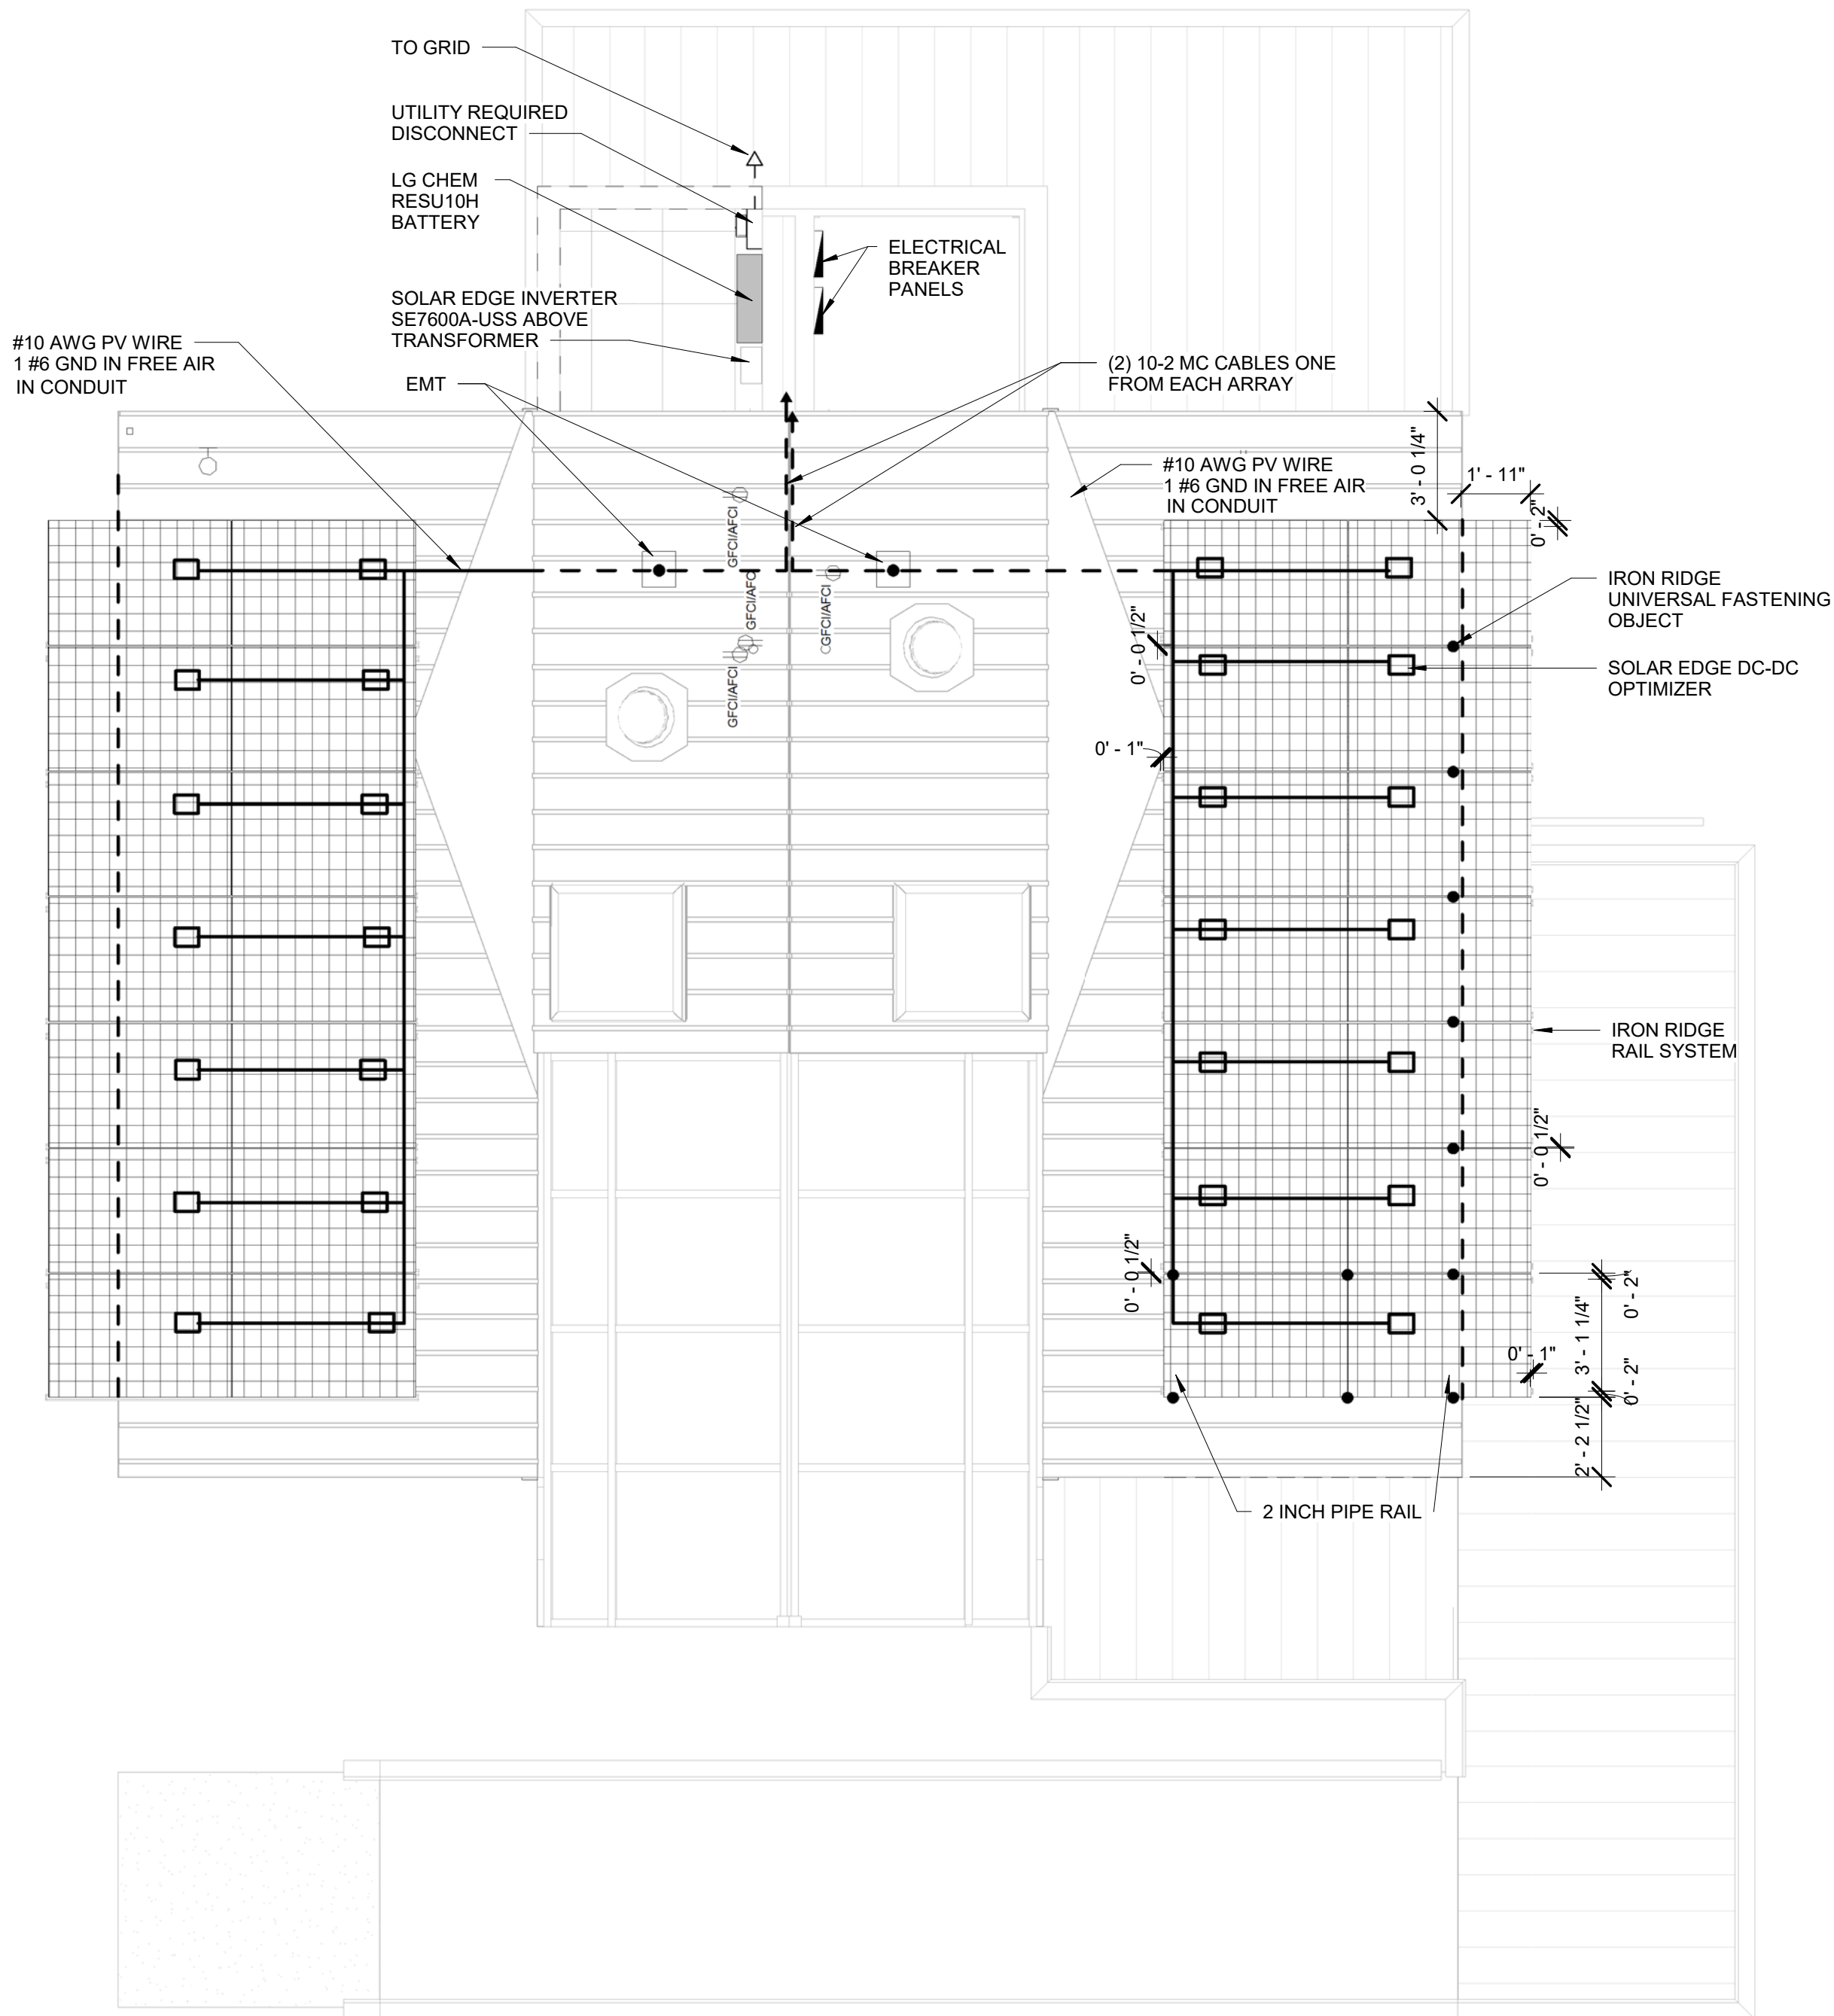 TO GRID
UTILITY REQUIRED
DISCONNECT
LG CHEM
RESU10H
BATTERY
ELECTRICAL
BREAKER
PANELS
SOLAR EDGE INVERTER
SE7600A-USS ABOVE
TRANSFORMER
#10 AWG PV WIRE
1 #6 GND IN FREE AIR
IN CONDUIT
EMT
(2) 10-2 MC CABLES ONE
FROM EACH ARRAY
#10 AWG PV WIRE
1 #6 GND IN FREE AIR
IN CONDUIT
3' - 0 1/4"
1' - 11"
0' - 2"
GFCI/AFCI
GFCI/AFCI
GFCI/AFCI
GFCI/AFCI
IRON RIDGE
UNIVERSAL FASTENING
OBJECT
0' - 0 1/2"
SOLAR EDGE DC-DC
OPTIMIZER
0' - 1"
IRON RIDGE
RAIL SYSTEM
0' - 0 1/2"
0' - 0 1/2"
0' - 2"
3' - 1 1/4"
0' - 1"
0' - 2"
2' - 2 1/2"
2 INCH PIPE RAIL